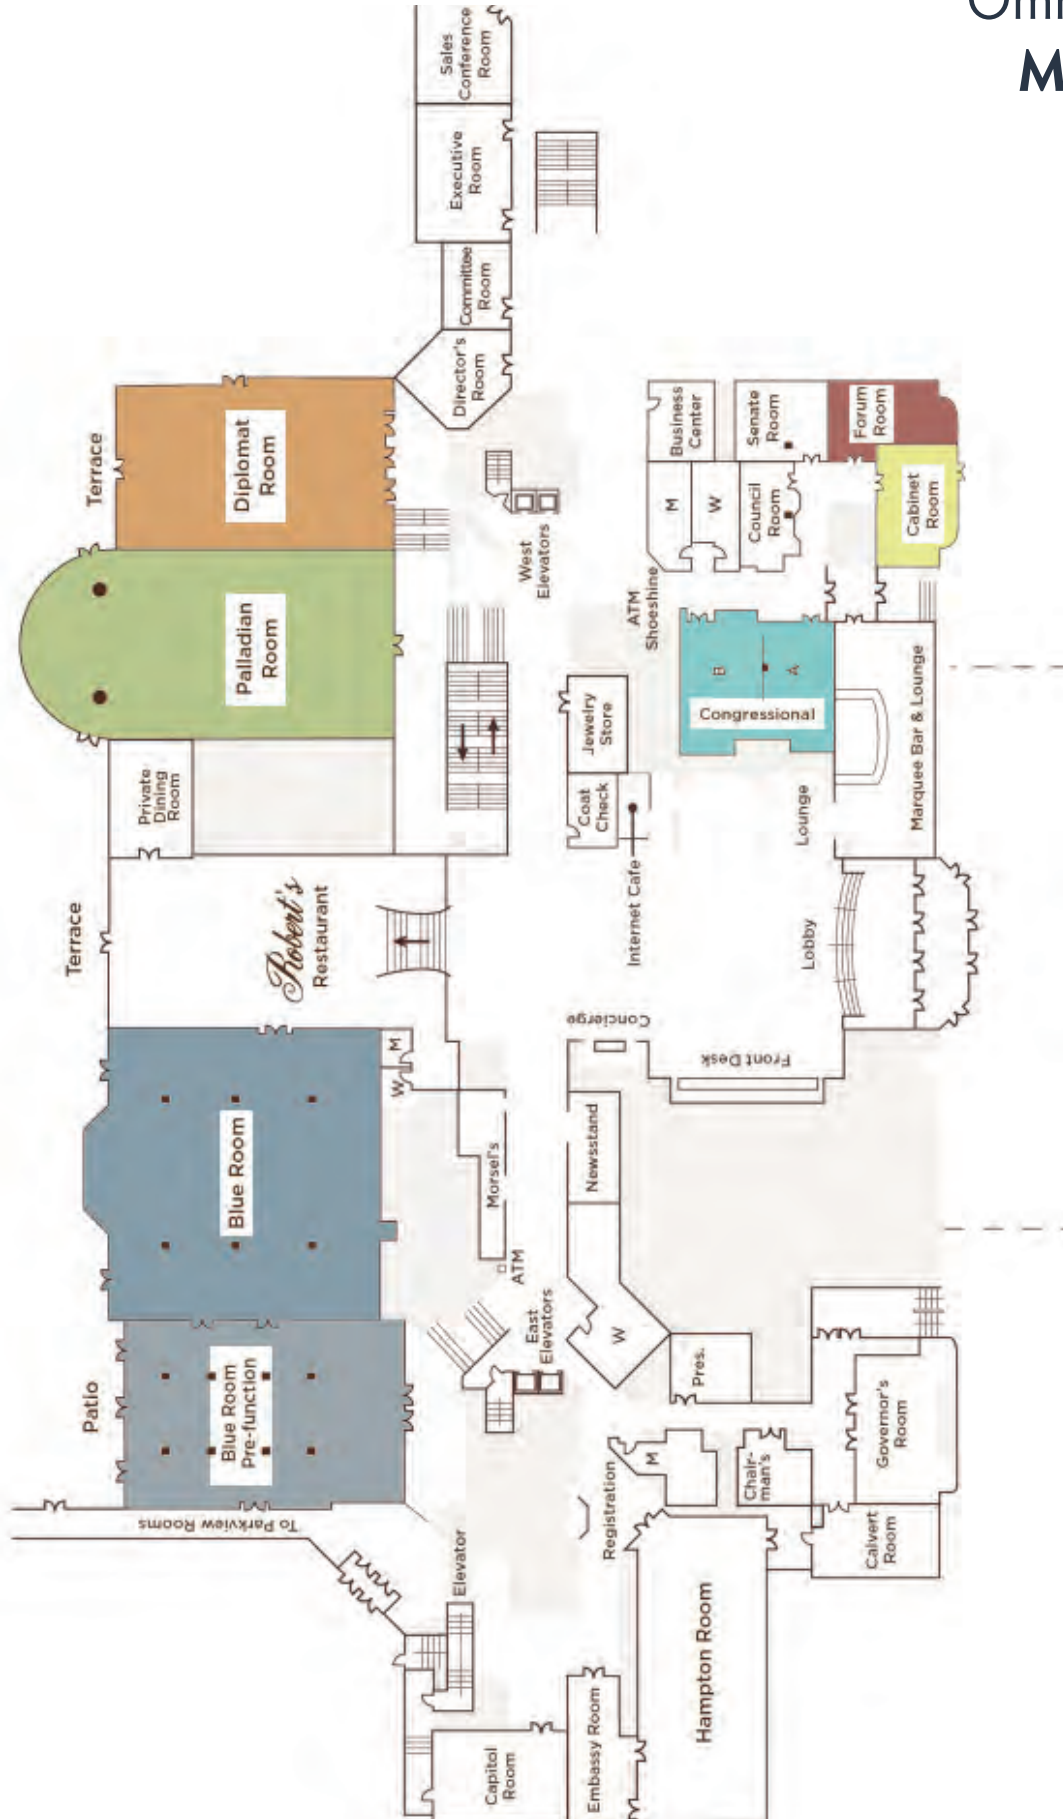 Sales
Conference
Room
Executive
Room
Committee
Room
Director's
Room
Terrace
Diplomat
Room
Business
Center
Senate
Room
Forum
Room
M
W
Council
Room
Cabinet
Room
West
Elevators
ATM
Shoeshine
Palladian
Room
B
A
Congressional
Jewelry
Store
Coat
Check
Private
Dining
Room
Marquee Bar & Lounge
Lounge
Internet Cafe
Terrace
Robert's
Restaurant
Lobby
Concierge
Front Desk
M
W
Blue Room
Morsel's
Newsstand
ATM
East
Elevators
W
Pres.
Patio
Blue Room
Pre-function
Governor's
Room
M
Chair-
man's
Registration
To Parkview Rooms
Elevator
Calvert
Room
Hampton Room
Capitol
Room
Embassy Room